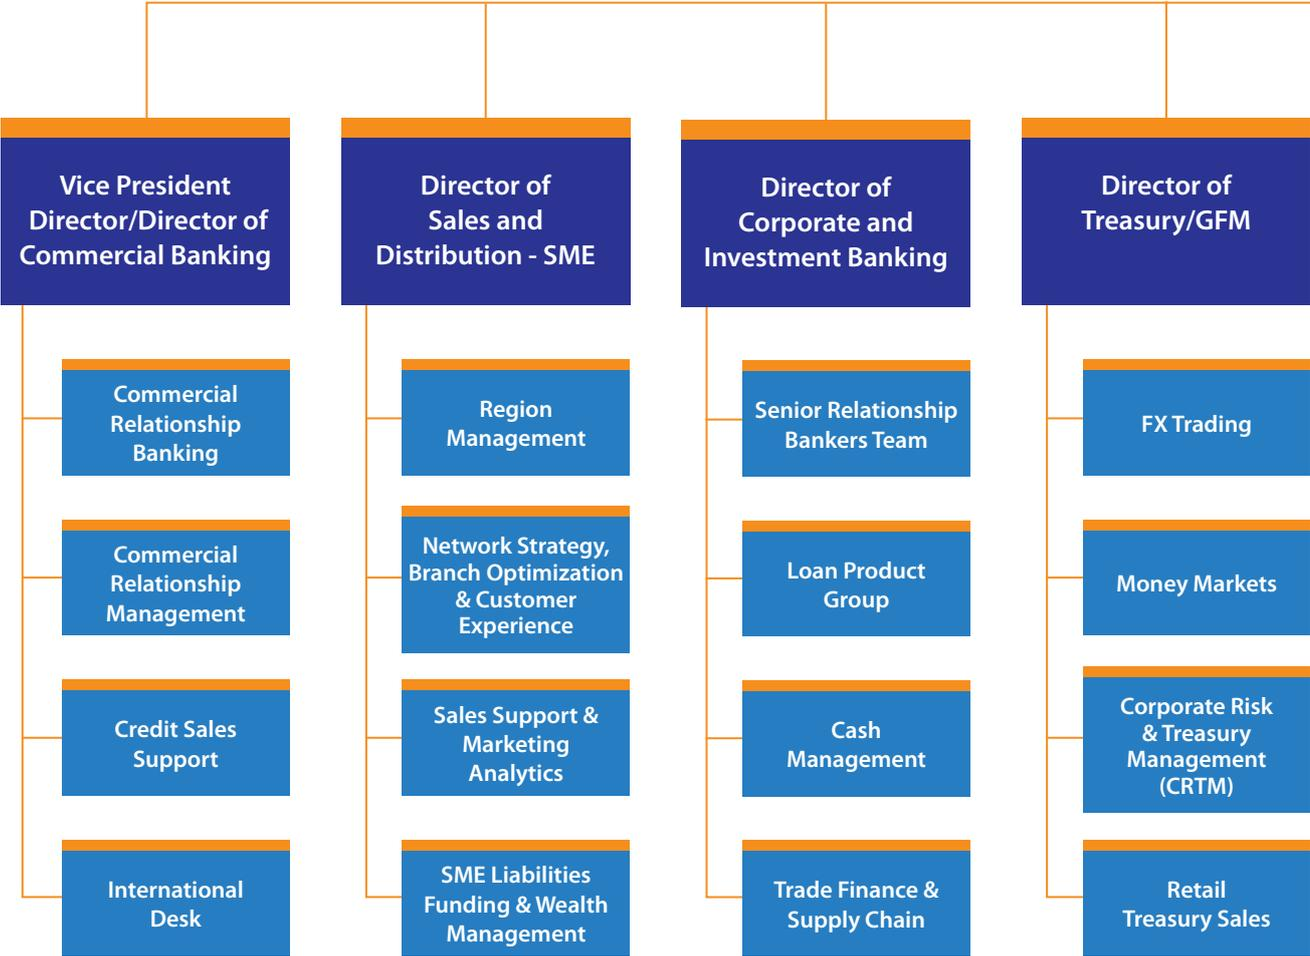 Vice President
Director/Director of
Commercial Banking
Commercial
Relationship
Banking
Commercial
Relationship
Management
Credit Sales
Support
International
Desk
Director of
Sales and
Distribution - SME
Region
Management
Network Strategy,
Branch Optimization
& Customer
Experience
Sales Support &
Marketing
Analytics
SME Liabilities
Funding & Wealth
Management
Director of
Corporate and
Investment Banking
Senior Relationship
Bankers Team
Loan Product
Group
Cash
Management
Trade Finance &
Supply Chain
Director of
Treasury/GFM
FX Trading
Money Markets
Corporate Risk
& Treasury
Management
(CRTM)
Retail
Treasury Sales